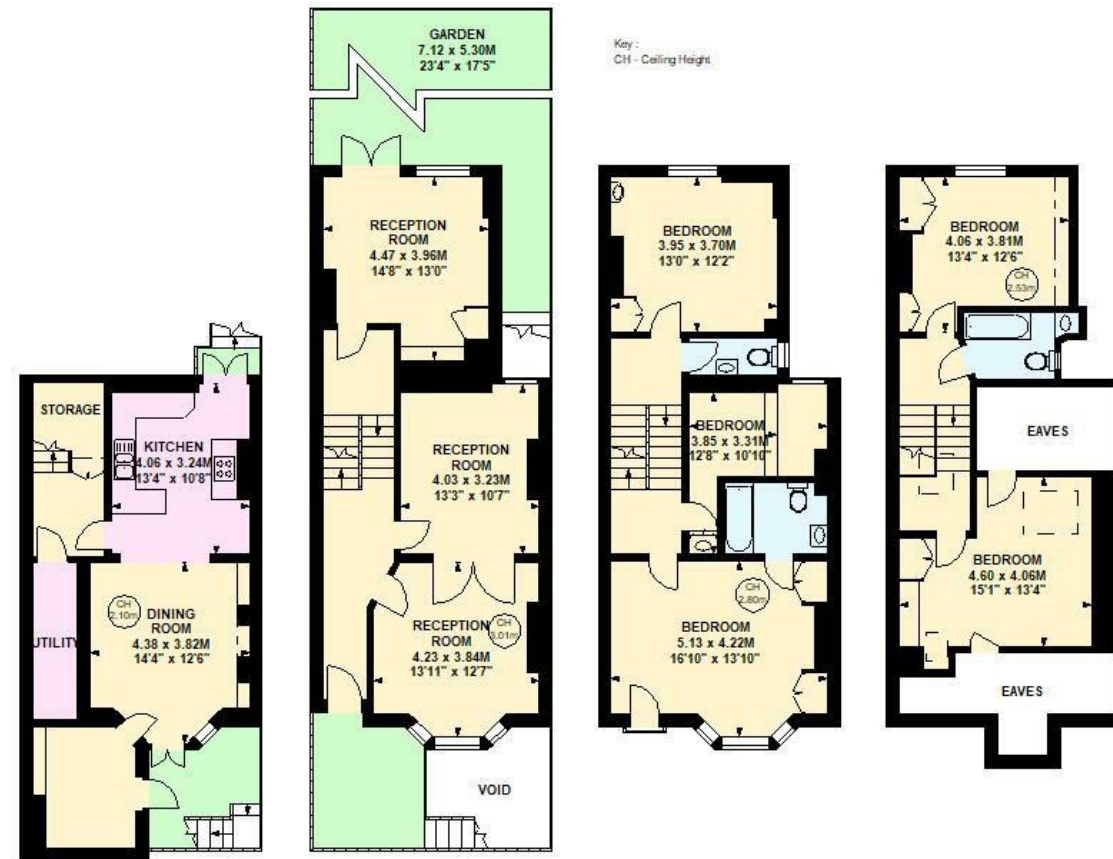 GARDEN
7.12 x 5.30M
23'4" x 17'5"
Key :
CH - Ceiling Height
RECEPTION
ROOM
4.47 x 3.96M
14'8" x 13'0"
BEDROOM
3.95 x 3.70M
13'0" x 12'2"
BEDROOM
4.06 x 3.81M
13'4" x 12'6"
CH
2.53m
STORAGE
KITCHEN
4.06 x 3.24M
13'4" x 10'8"
RECEPTION
ROOM
4.03 x 3.23M
13'3" x 10'7"
BEDROOM
3.85 x 3.31M
12'8" x 10'10"
EAVES
UTILITY
CH
2.10m
DINING
ROOM
4.38 x 3.82M
14'4" x 12'6"
RECEPTION
ROOM
4.23 x 3.84M
13'11" x 12'7"
CH
3.01m
CH
2.80m
BEDROOM
5.13 x 4.22M
16'10" x 13'10"
BEDROOM
4.60 x 4.06M
15'1" x 13'4"
EAVES
VOID